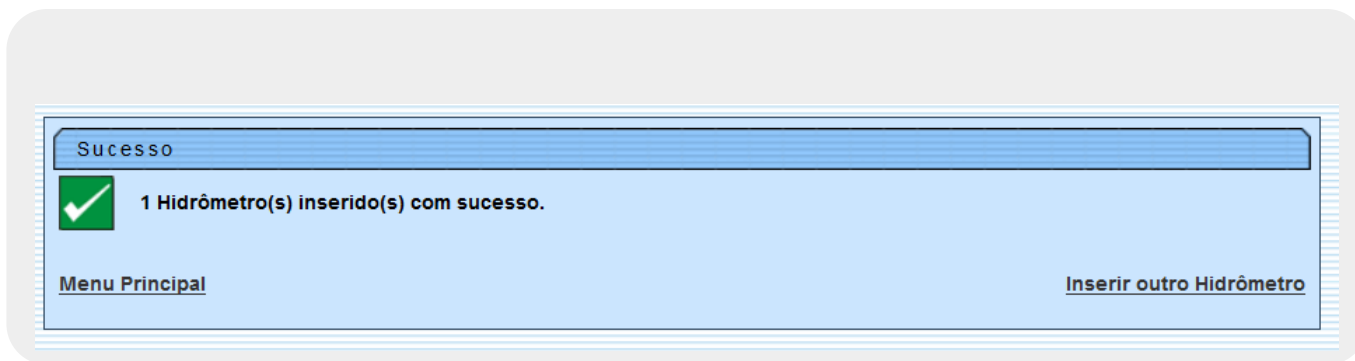 Sucesso
1 Hidrômetro(s) inserido(s) com sucesso.
Menu Principal
Inserir outro Hidrômetro